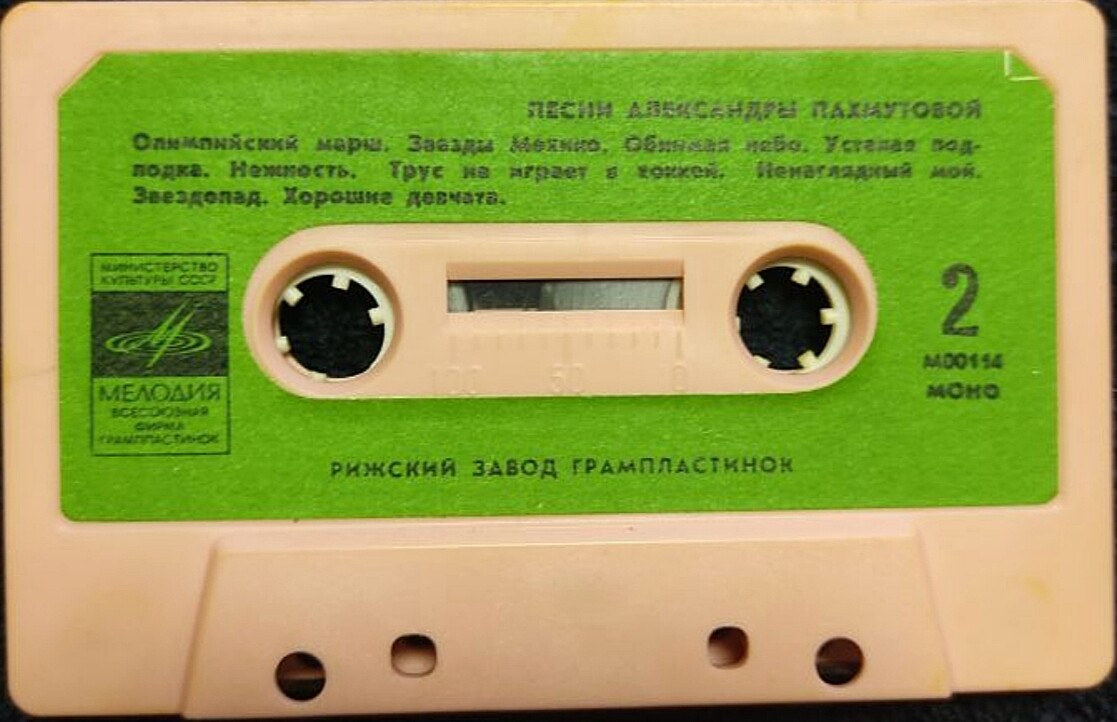 ПЕСНИ АЛЕКСАНДРЫ ПАХМУТОВОЙ
Олимпийский марш. Звезды Мехико. Обнимая небо. Усталая под-
лодка. Нежность. Трус не играет в хоккей. Ненаглядный мой.
Звездопад. Хорошие девчата.
МИНИСТЕРСТВО
КУЛЬТУРЫ СССР
МЕЛОДИЯ
ВСЕСОЮЗНАЯ
ФИРМА
ГРАМПЛАСТИНОК
2
М00114
МОНО
100 50 0
РИЖСКИЙ ЗАВОД ГРАМПЛАСТИНОК